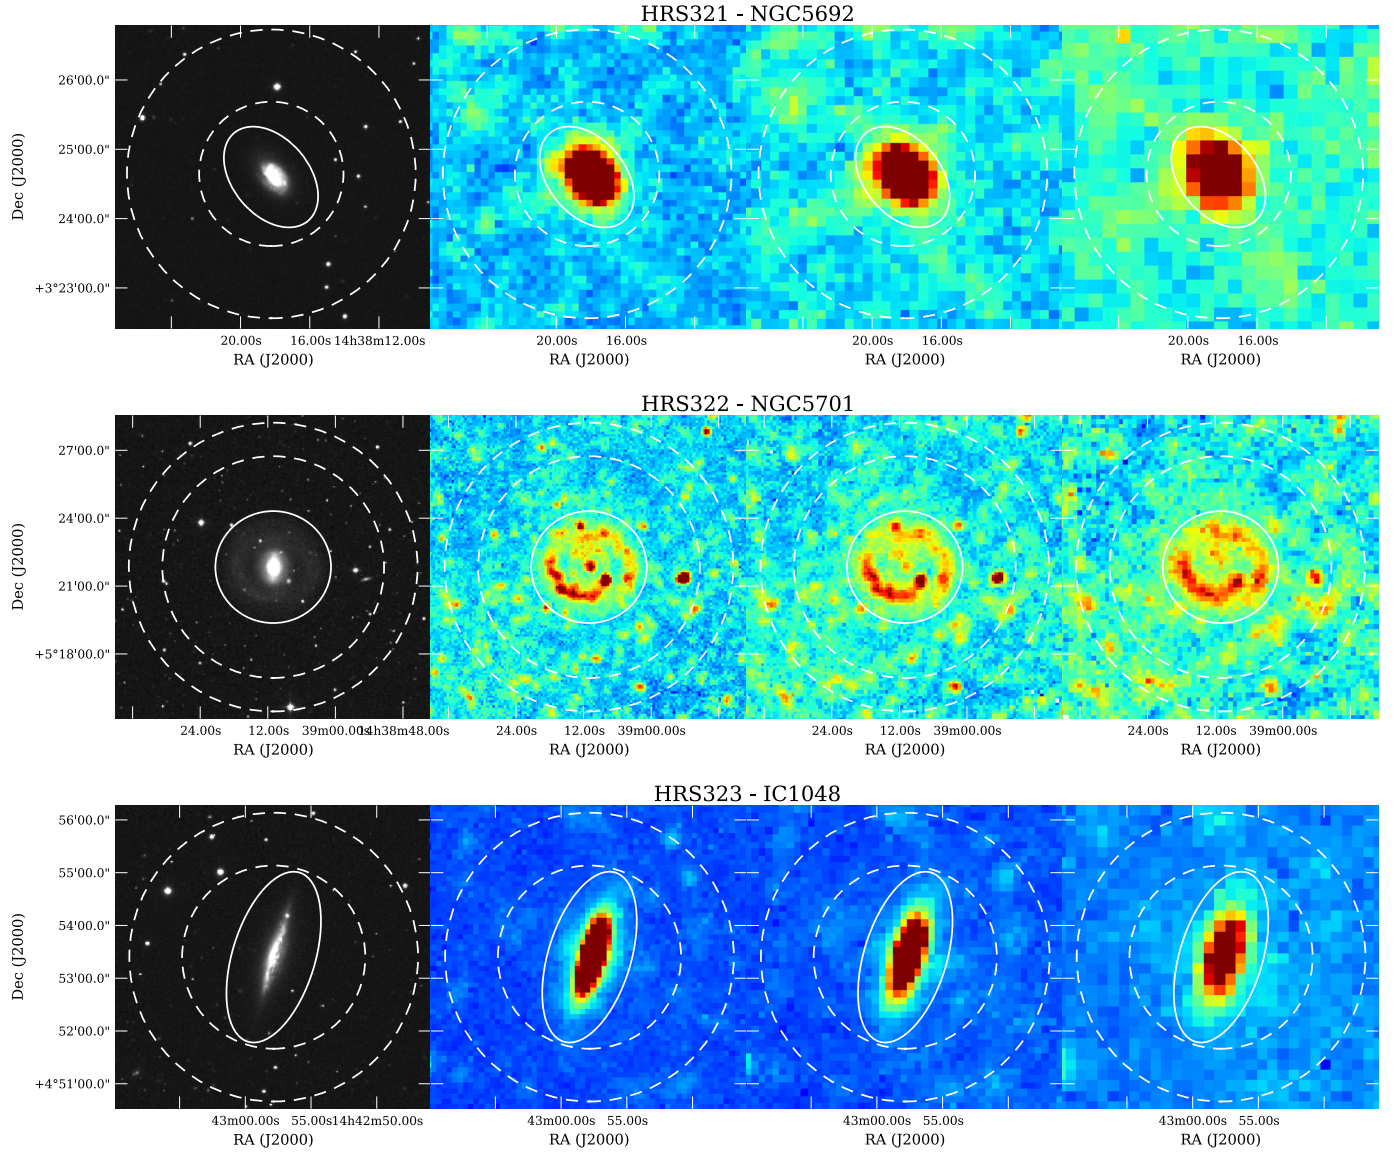 HRS321 - NGC5692
26'00.0"
25'00.0"
24'00.0"
+3°23'00.0"
Dec (J2000)
20.00s 16.00s 14h38m12.00s 20.00s 16.00s 20.00s 16.00s 20.00s 16.00s
RA (J2000) RA (J2000) RA (J2000) RA (J2000)
HRS322 - NGC5701
27'00.0"
24'00.0"
21'00.0"
+5°18'00.0"
Dec (J2000)
24.00s 12.00s 39m00.00s 14h38m48.00s 24.00s 12.00s 39m00.00s 24.00s 12.00s 39m00.00s 24.00s 12.00s 39m00.00s
RA (J2000) RA (J2000) RA (J2000) RA (J2000)
HRS323 - IC1048
56'00.0"
55'00.0"
54'00.0"
53'00.0"
52'00.0"
+4°51'00.0"
Dec (J2000)
43m00.00s 55.00s 14h42m50.00s 43m00.00s 55.00s 43m00.00s 55.00s 43m00.00s 55.00s
RA (J2000) RA (J2000) RA (J2000) RA (J2000)